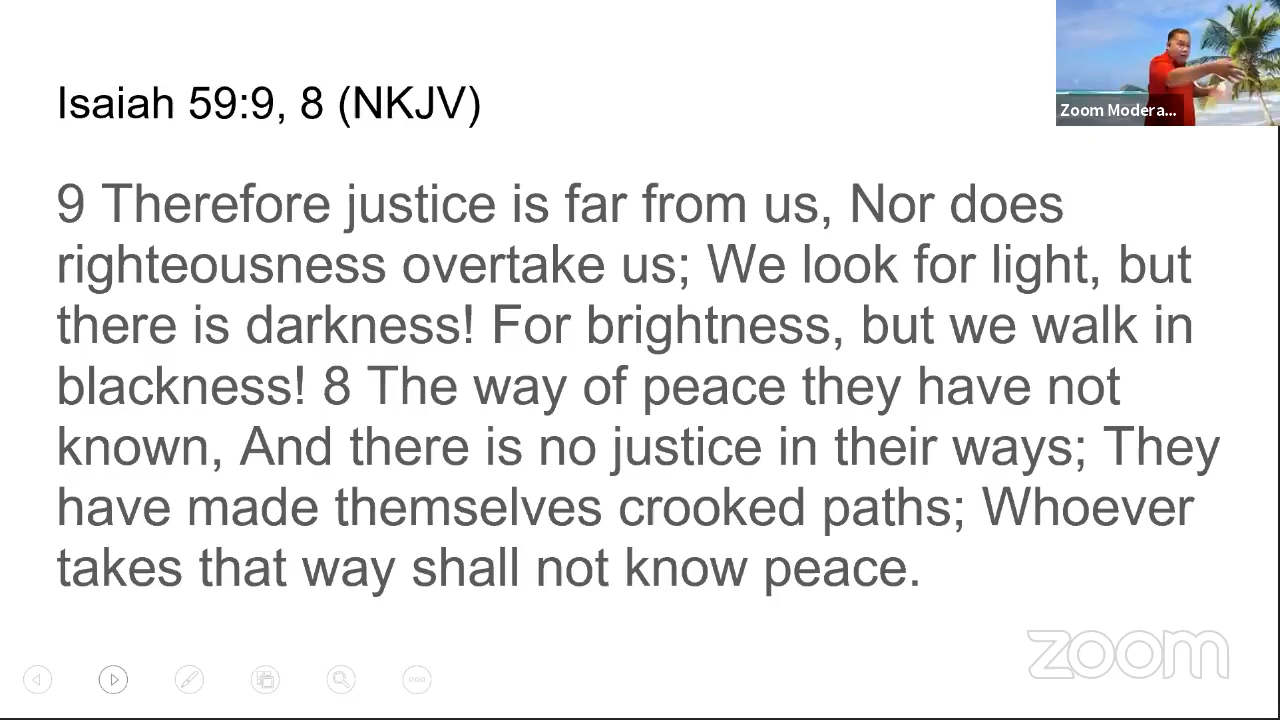 Isaiah 59:9, 8 (NKJV)
Zoom Modera...
9 Therefore justice is far from us, Nor does
righteousness overtake us; We look for light, but
there is darkness! For brightness, but we walk in
blackness! 8 The way of peace they have not
known, And there is no justice in their ways; They
have made themselves crooked paths; Whoever
takes that way shall not know peace.
zoom